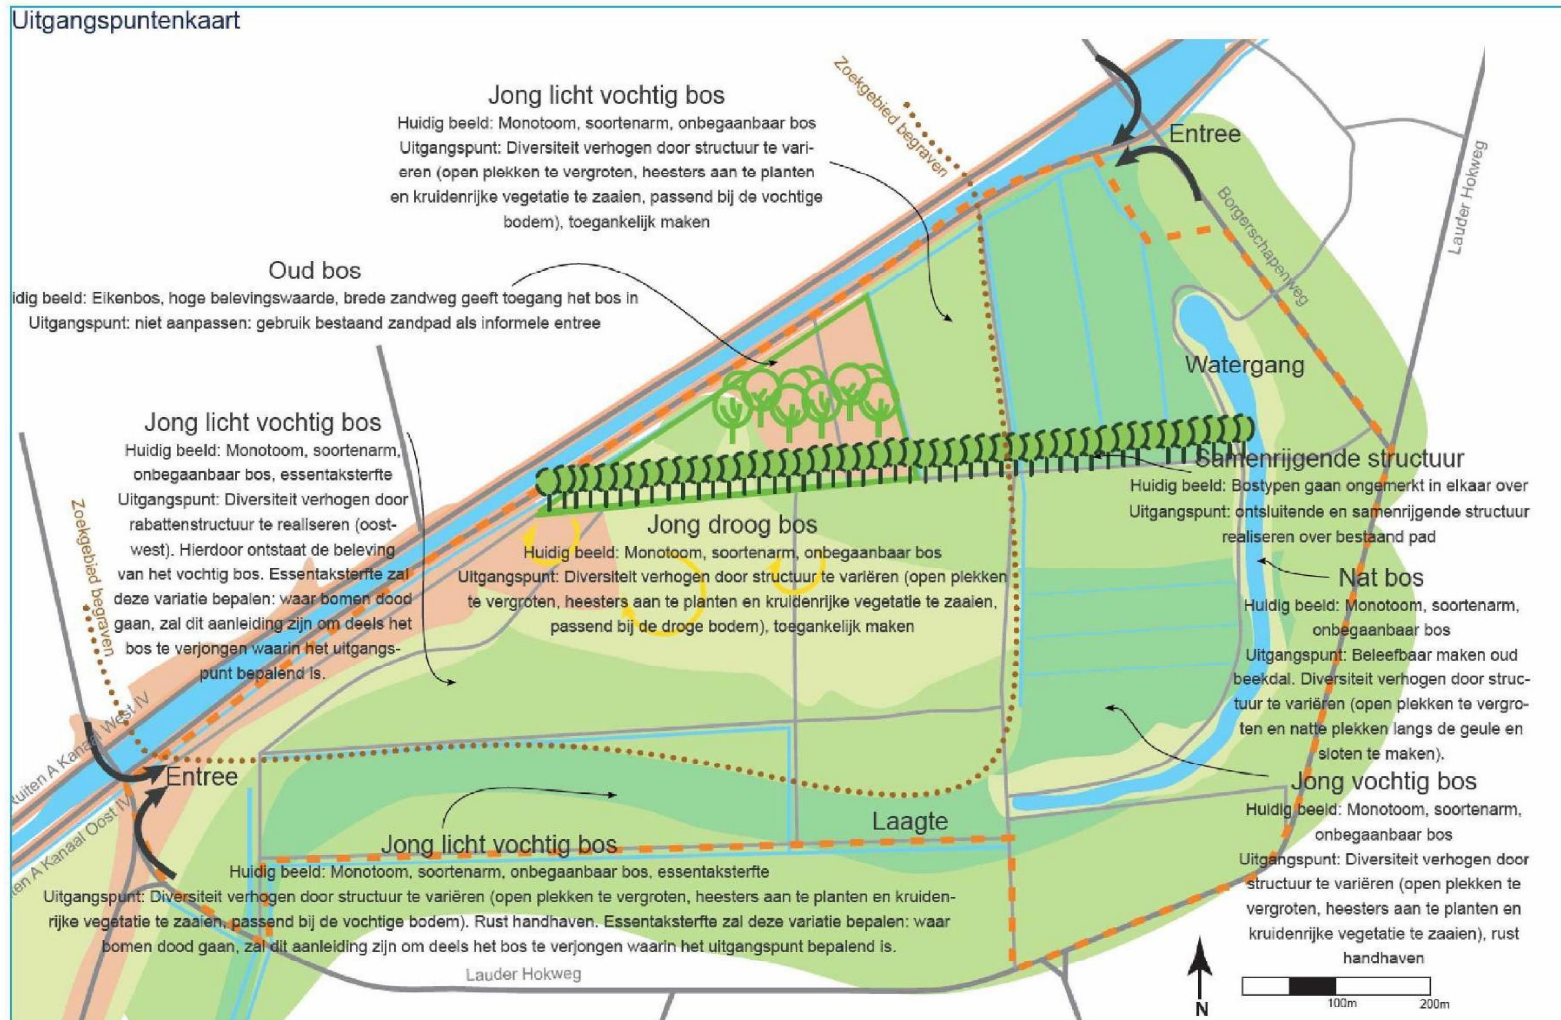 Uitgangspuntenkaart
Jong licht vochtig bos
Huidig beeld: Monotoom, soortenarm, onbegaanbaar bos
Uitgangspunt: Diversiteit verhogen door structuur te vari-
eren (open plekken te vergroten, heesters aan te planten
en kruidenrijke vegetatie te zaaien, passend bij de vochtige
bodem), toegankelijk maken
Zoekgebied begraven
Entree
Borgerschapenweg
Lauder Hokweg
Oud bos
idig beeld: Eikenbos, hoge belevingswaarde, brede zandweg geeft toegang het bos in
Uitgangspunt: niet aanpassen: gebruik bestaand zandpad als informele entree
Watergang
Jong licht vochtig bos
Huidig beeld: Monotoom, soortenarm,
onbegaanbaar bos, essentaksterfte
Uitgangspunt: Diversiteit verhogen door
rabattenstructuur te realiseren (oost-
west). Hierdoor ontstaat de beleving
van het vochtig bos. Essentaksterfte zal
deze variatie bepalen: waar bomen dood
gaan, zal dit aanleiding zijn om deels het
bos te verjongen waarin het uitgangs-
punt bepalend is.
Zoekgebied begraven
Samenrijgende structuur
Huidig beeld: Bostypen gaan ongemerkt in elkaar over
Uitgangspunt: ontsluitende en samenrijgende structuur
realiseren over bestaand pad
Jong droog bos
Huidig beeld: Monotoom, soortenarm, onbegaanbaar bos
Uitgangspunt: Diversiteit verhogen door structuur te variëren (open plekken
te vergroten, heesters aan te planten en kruidenrijke vegetatie te zaaien,
passend bij de droge bodem), toegankelijk maken
Nat bos
Huidig beeld: Monotoom, soortenarm,
onbegaanbaar bos
Uitgangspunt: Beleefbaar maken oud
beekdal. Diversiteit verhogen door struc-
tuur te variëren (open plekken te vergro-
ten en natte plekken langs de geule en
sloten te maken).
Ruiten A Kanaal West IV
iten A Kanaal Oost IV
Entree
Jong vochtig bos
Huidig beeld: Monotoom, soortenarm,
onbegaanbaar bos
Uitgangspunt: Diversiteit verhogen door
structuur te variëren (open plekken te
vergroten, heesters aan te planten en
kruidenrijke vegetatie te zaaien), rust
handhaven
Laagte
Jong licht vochtig bos
Huidig beeld: Monotoom, soortenarm, onbegaanbaar bos, essentaksterfte
Uitgangspunt: Diversiteit verhogen door structuur te variëren (open plekken te vergroten, heesters aan te planten en kruiden-
rijke vegetatie te zaaien, passend bij de vochtige bodem). Rust handhaven. Essentaksterfte zal deze variatie bepalen: waar
bomen dood gaan, zal dit aanleiding zijn om deels het bos te verjongen waarin het uitgangspunt bepalend is.
Lauder Hokweg
N
100m 200m